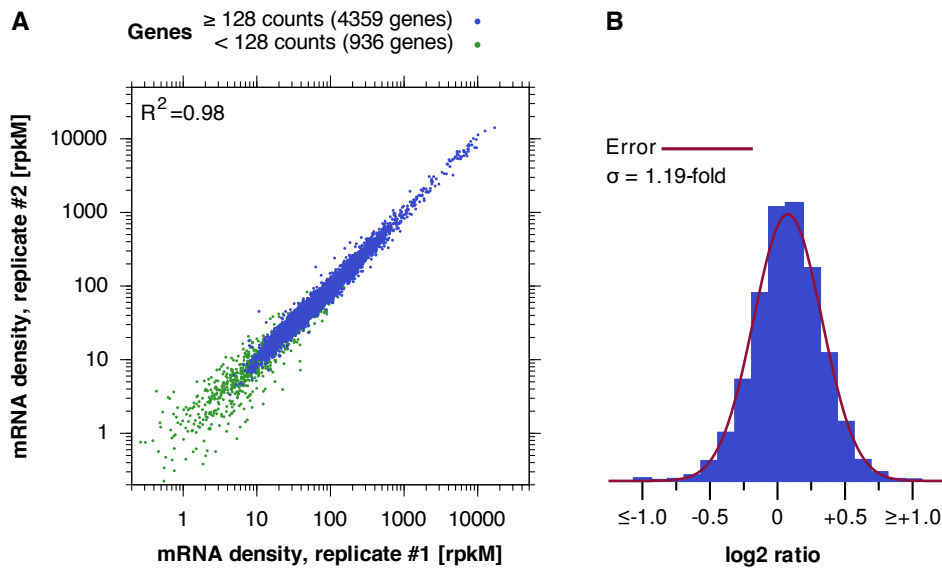 A
Genes ≥ 128 counts (4359 genes)
< 128 counts (936 genes)
R²=0.98
10000
1000
100
10
1
mRNA density, replicate #2 [rpkM]
1 10 100 1000 10000
mRNA density, replicate #1 [rpkM]
B
Error
σ = 1.19-fold
≤-1.0 -0.5 0 +0.5 ≥+1.0
log2 ratio